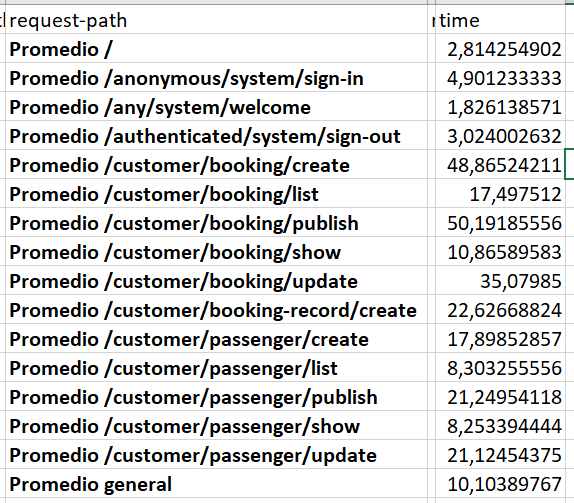 request-path time
Promedio / 2,814254902
Promedio /anonymous/system/sign-in 4,901233333
Promedio /any/system/welcome 1,826138571
Promedio /authenticated/system/sign-out 3,024002632
Promedio /customer/booking/create 48,86524211
Promedio /customer/booking/list 17,497512
Promedio /customer/booking/publish 50,19185556
Promedio /customer/booking/show 10,86589583
Promedio /customer/booking/update 35,07985
Promedio /customer/booking-record/create 22,62668824
Promedio /customer/passenger/create 17,89852857
Promedio /customer/passenger/list 8,303255556
Promedio /customer/passenger/publish 21,24954118
Promedio /customer/passenger/show 8,253394444
Promedio /customer/passenger/update 21,12454375
Promedio general 10,10389767